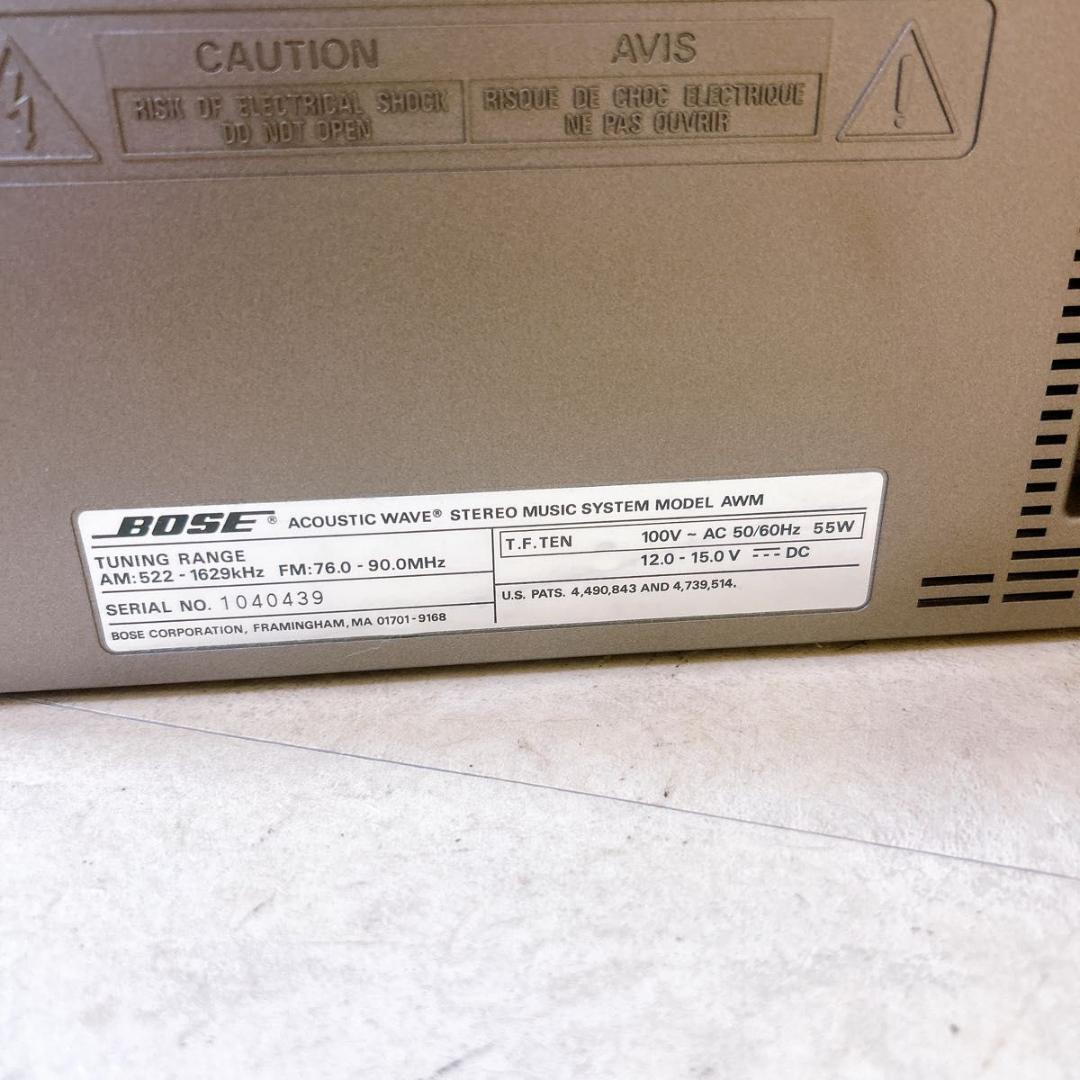 CAUTION
RISK OF ELECTRICAL SHOCK
DO NOT OPEN
AVIS
RISQUE DE CHOC ELECTRIQUE
NE PAS OUVRIR
BOSE® ACOUSTIC WAVE® STEREO MUSIC SYSTEM MODEL AWM
TUNING RANGE
AM:522 - 1629kHz FM:76.0 - 90.0MHz
SERIAL NO. 1040439
BOSE CORPORATION, FRAMINGHAM, MA 01701-9168
T.F.TEN 100V ~ AC 50/60Hz 55W
12.0 - 15.0 V ⎓ DC
U.S. PATS. 4,490,843 AND 4,739,514.